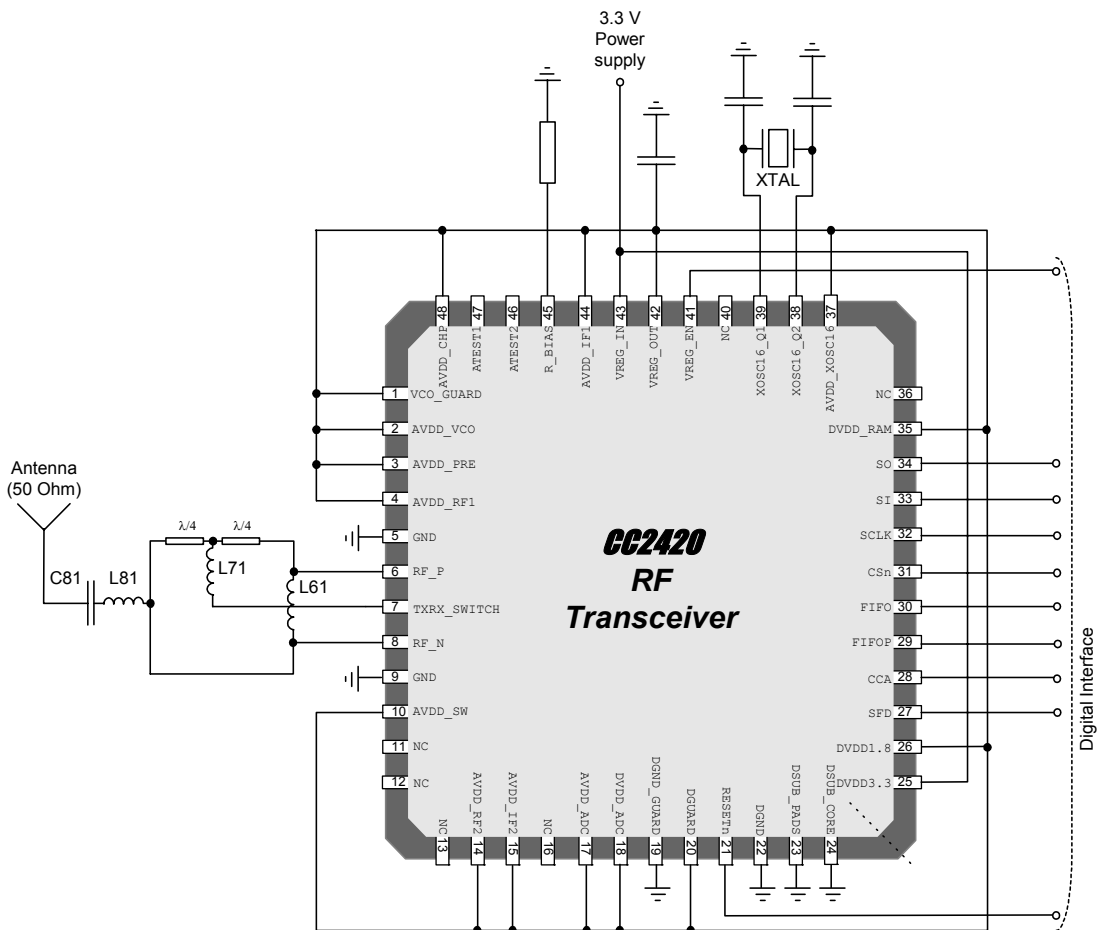 3.3 V
Power
supply
XTAL
48
47
46
45
44
43
42
41
40
39
38
37
AVDD_CHP
ATEST1
ATEST2
R_BIAS
AVDD_IF1
VREG_IN
VREG_OUT
VREG_EN
NC
XOSC16_Q1
XOSC16_Q2
AVDD_XOSC16
1 VCO_GUARD
2 AVDD_VCO
3 AVDD_PRE
4 AVDD_RF1
5 GND
6 RF_P
7 TXRX_SWITCH
8 RF_N
9 GND
10 AVDD_SW
11 NC
12 NC
Antenna
(50 Ohm)
λ/4 λ/4
C81 L81
L71
L61
CC2420
RF
Transceiver
NC 36
DVDD_RAM 35
SO 34
SI 33
SCLK 32
CSn 31
FIFO 30
FIFOP 29
CCA 28
SFD 27
DVDD1.8 26
DVDD3.3 25
Digital Interface
NC
AVDD_RF2
AVDD_IF2
NC
AVDD_ADC
DVDD_ADC
DGND_GUARD
DGUARD
RESETn
DGND
DSUB_PADS
DSUB_CORE
13
14
15
16
17
18
19
20
21
22
23
24